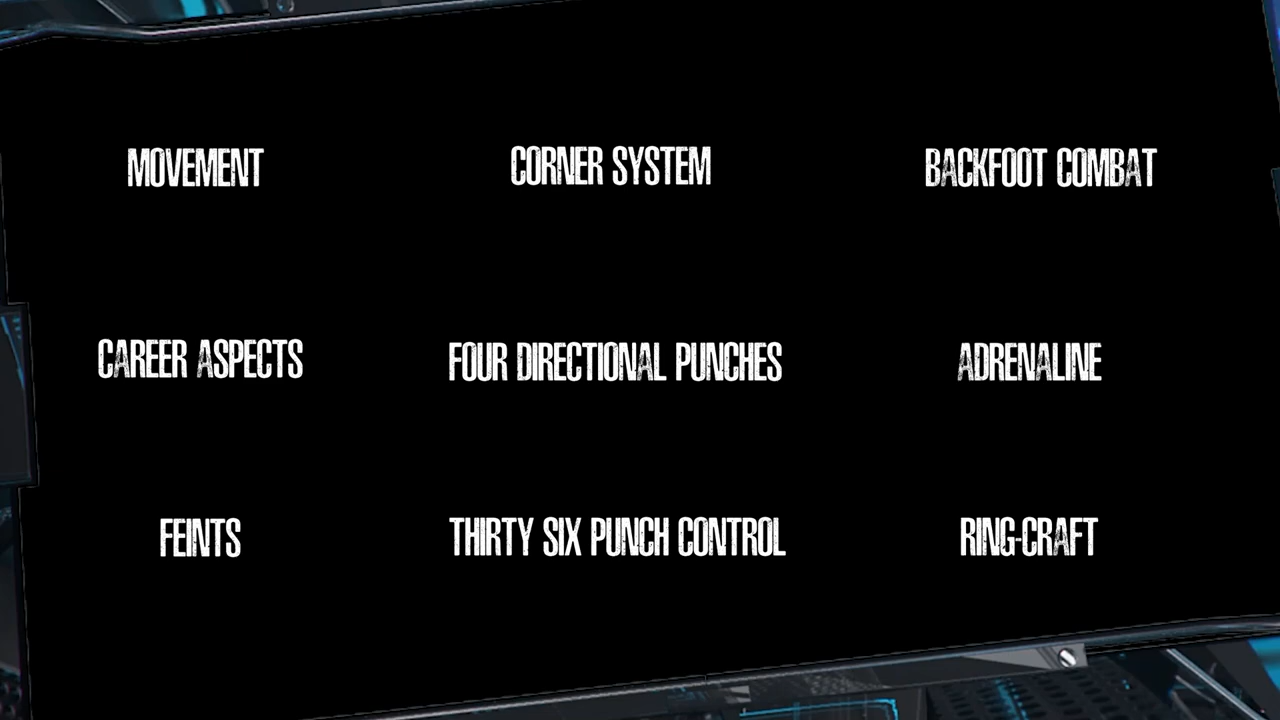 MOVEMENT
CORNER SYSTEM
BACKFOOT COMBAT
CAREER ASPECTS
FOUR DIRECTIONAL PUNCHES
ADRENALINE
FEINTS
THIRTY SIX PUNCH CONTROL
RING-CRAFT